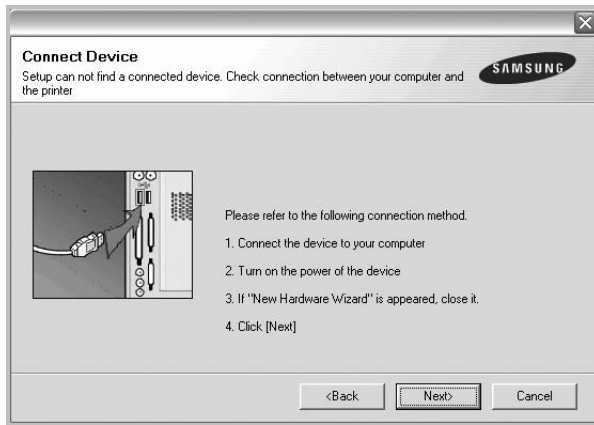 Connect Device
Setup can not find a connected device. Check connection between your computer and
the printer
SAMSUNG
Please refer to the following connection method.
1. Connect the device to your computer
2. Turn on the power of the device
3. If "New Hardware Wizard" is appeared, close it.
4. Click [Next]
<Back
Next>
Cancel